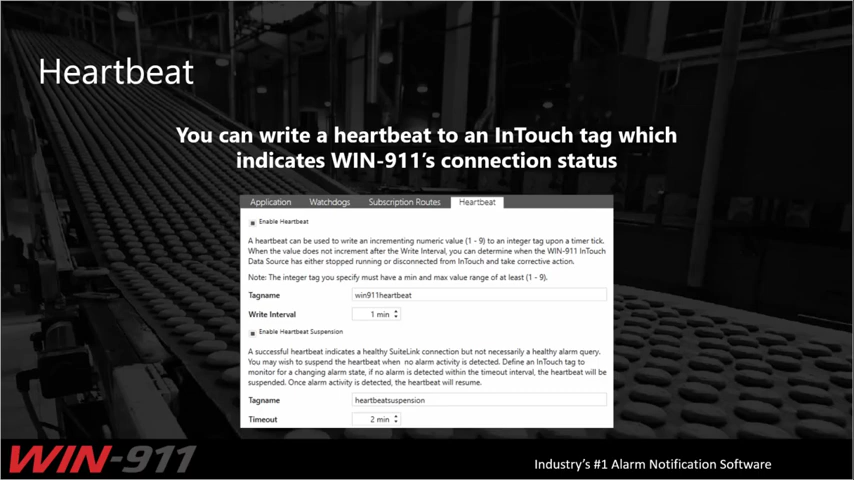 Heartbeat
You can write a heartbeat to an InTouch tag which
indicates WIN-911's connection status
Application Watchdogs Subscription Routes Heartbeat
Enable Heartbeat
A heartbeat can be used to write an incrementing numeric value (1 - 9) to an integer tag upon a timer tick.
When the value does not increment after the Write Interval, you can determine when the WIN-911 InTouch
Data Source has either stopped running or disconnected from InTouch and take corrective action.
Note: The integer tag you specify must have a min and max value range of at least (1 - 9).
Tagname win911heartbeat
Write Interval 1 min
Enable Heartbeat Suspension
A successful heartbeat indicates a healthy SuiteLink connection but not necessarily a healthy alarm query.
You may wish to suspend the heartbeat when no alarm activity is detected. Define an InTouch tag to
monitor for a changing alarm state, if no alarm is detected within the timeout interval, the heartbeat will be
suspended. Once alarm activity is detected, the heartbeat will resume.
Tagname heartbeatsuspension
Timeout 2 min
WIN-911
Industry's #1 Alarm Notification Software